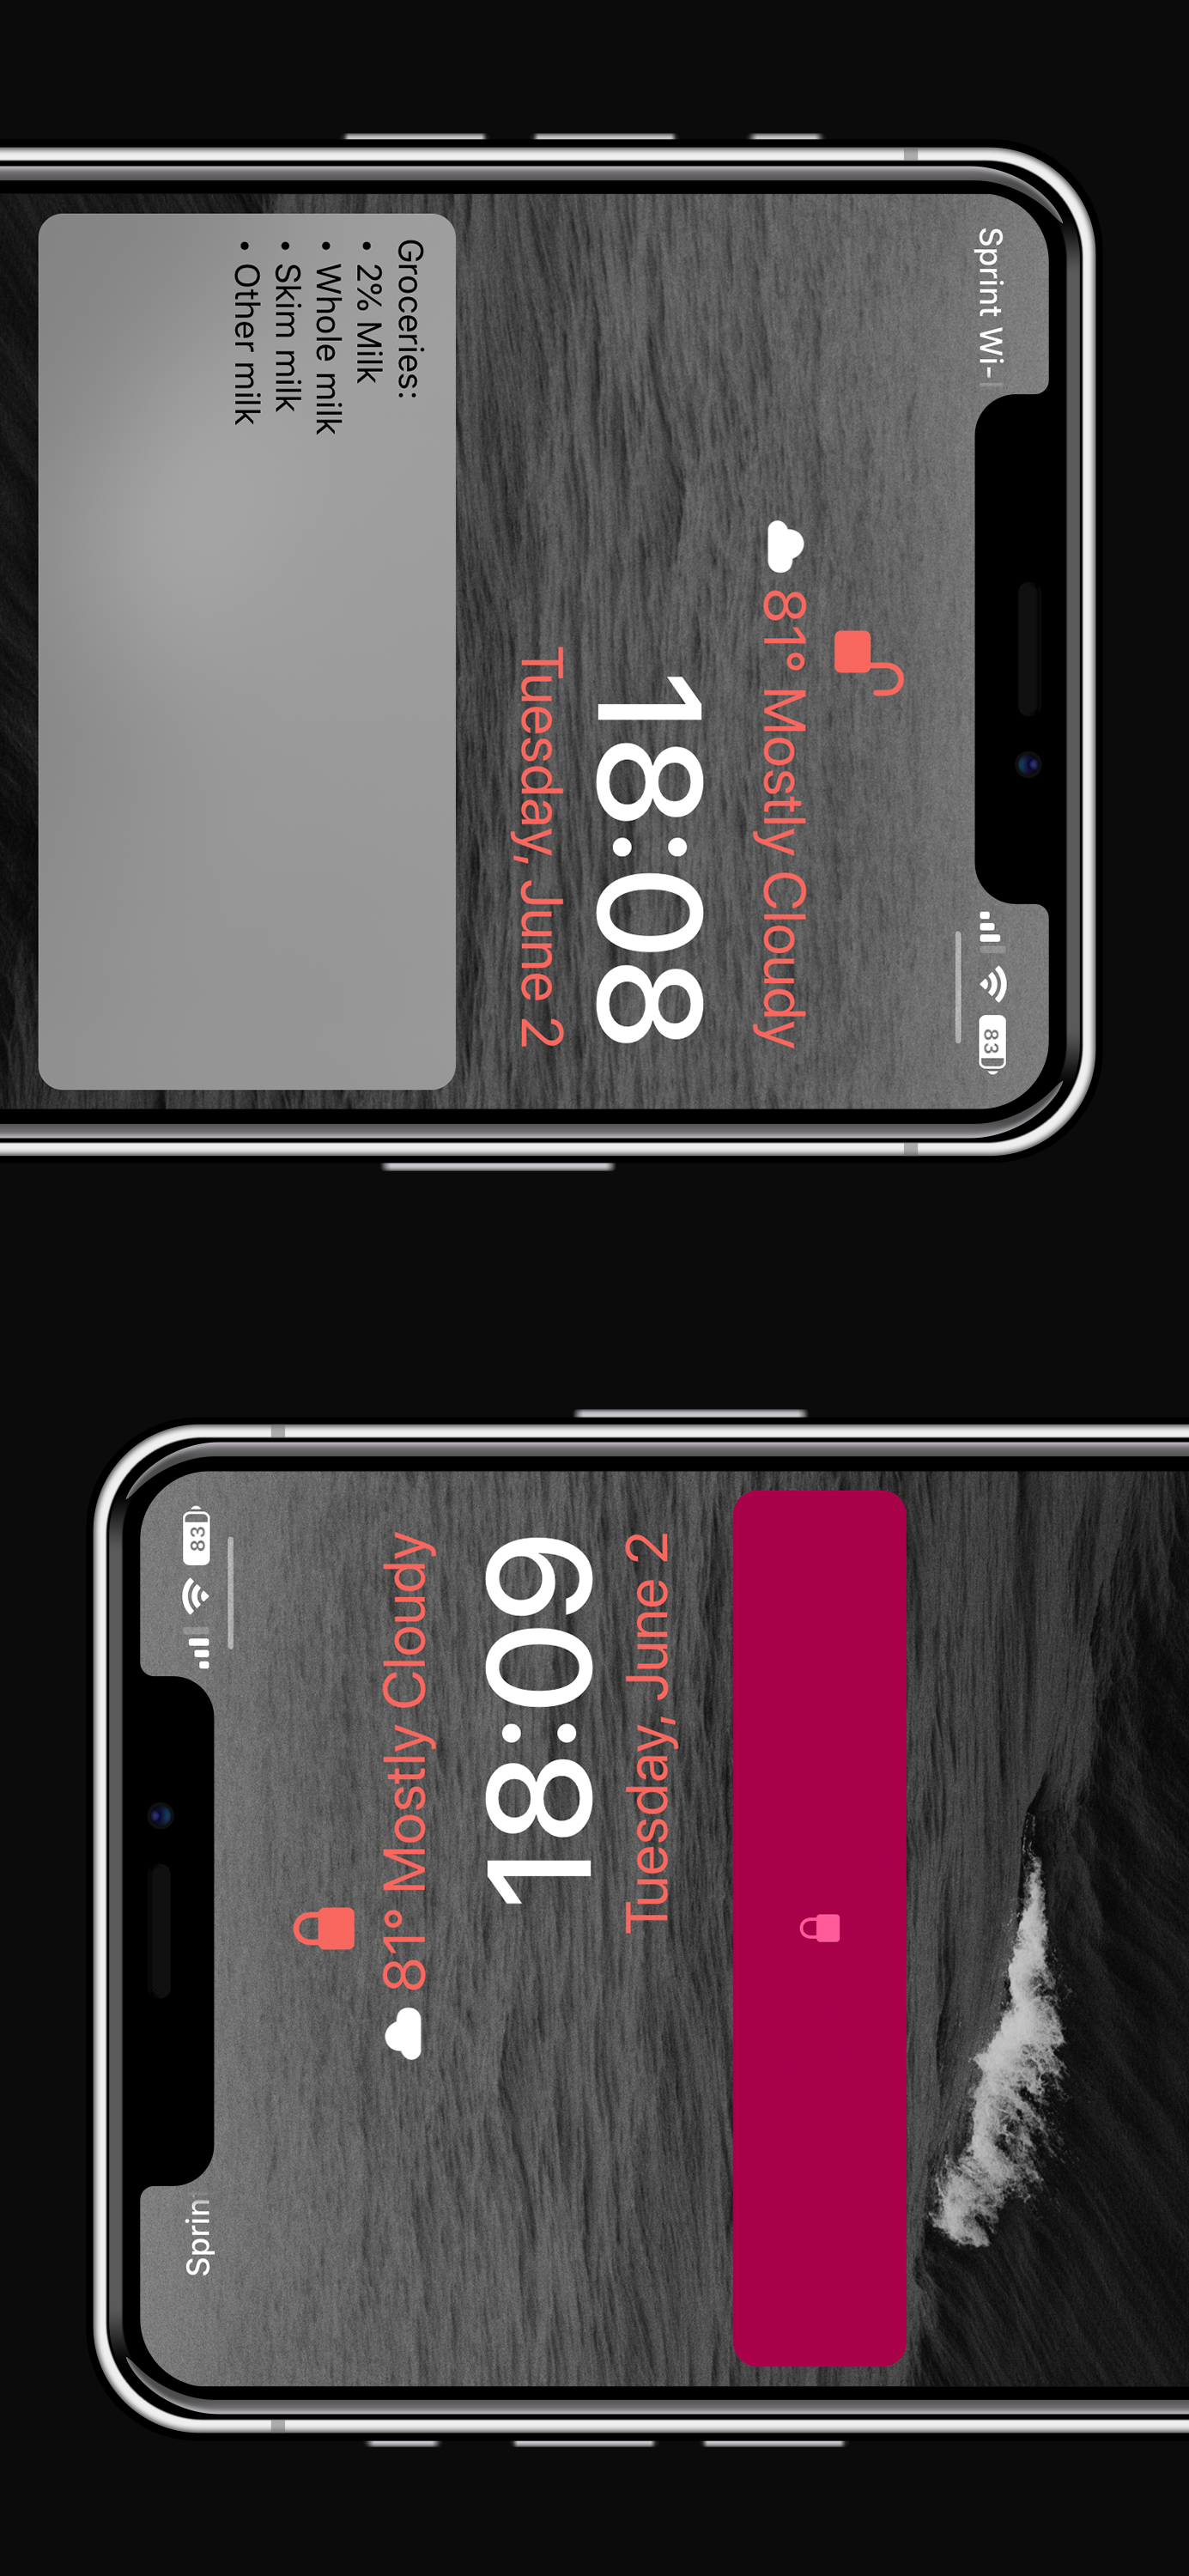 Sprint Wi-
83
81° Mostly Cloudy
18:08
Tuesday, June 2
Groceries:
• 2% Milk
• Whole milk
• Skim milk
• Other milk
Sprin
83
81° Mostly Cloudy
18:09
Tuesday, June 2